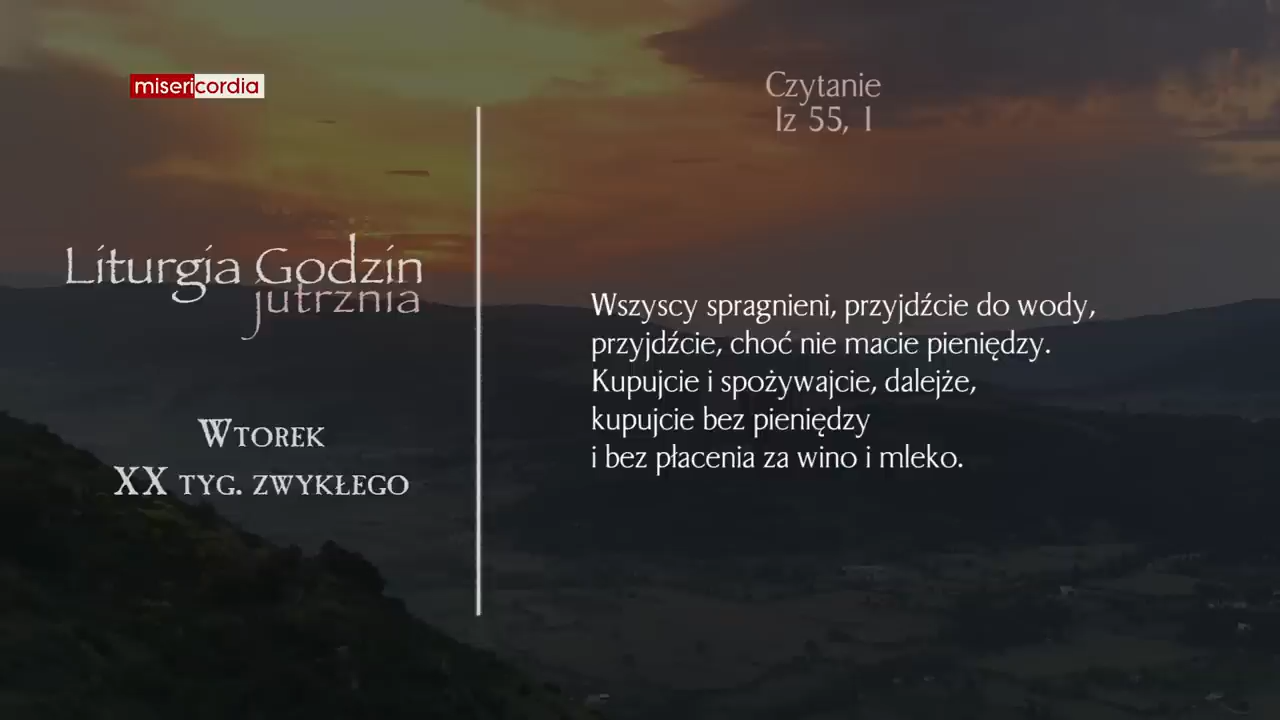 misericordia
Liturgia Godzin
jutrznia
Wtorek
XX tyg. zwykłego
Czytanie
Iz 55, 1
Wszyscy spragnieni, przyjdźcie do wody,
przyjdźcie, choć nie macie pieniędzy.
Kupujcie i spożywajcie, dalejże,
kupujcie bez pieniędzy
i bez płacenia za wino i mleko.